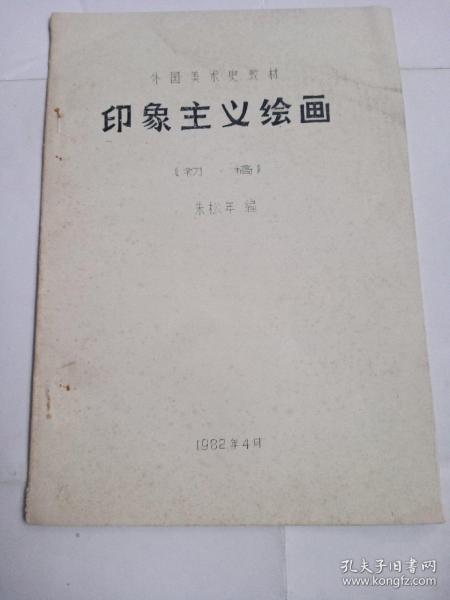 外国美术史教材
印象主义绘画
《初 稿》
朱松年 编
1982年4月
孔夫子旧书网
www.kongfz.com